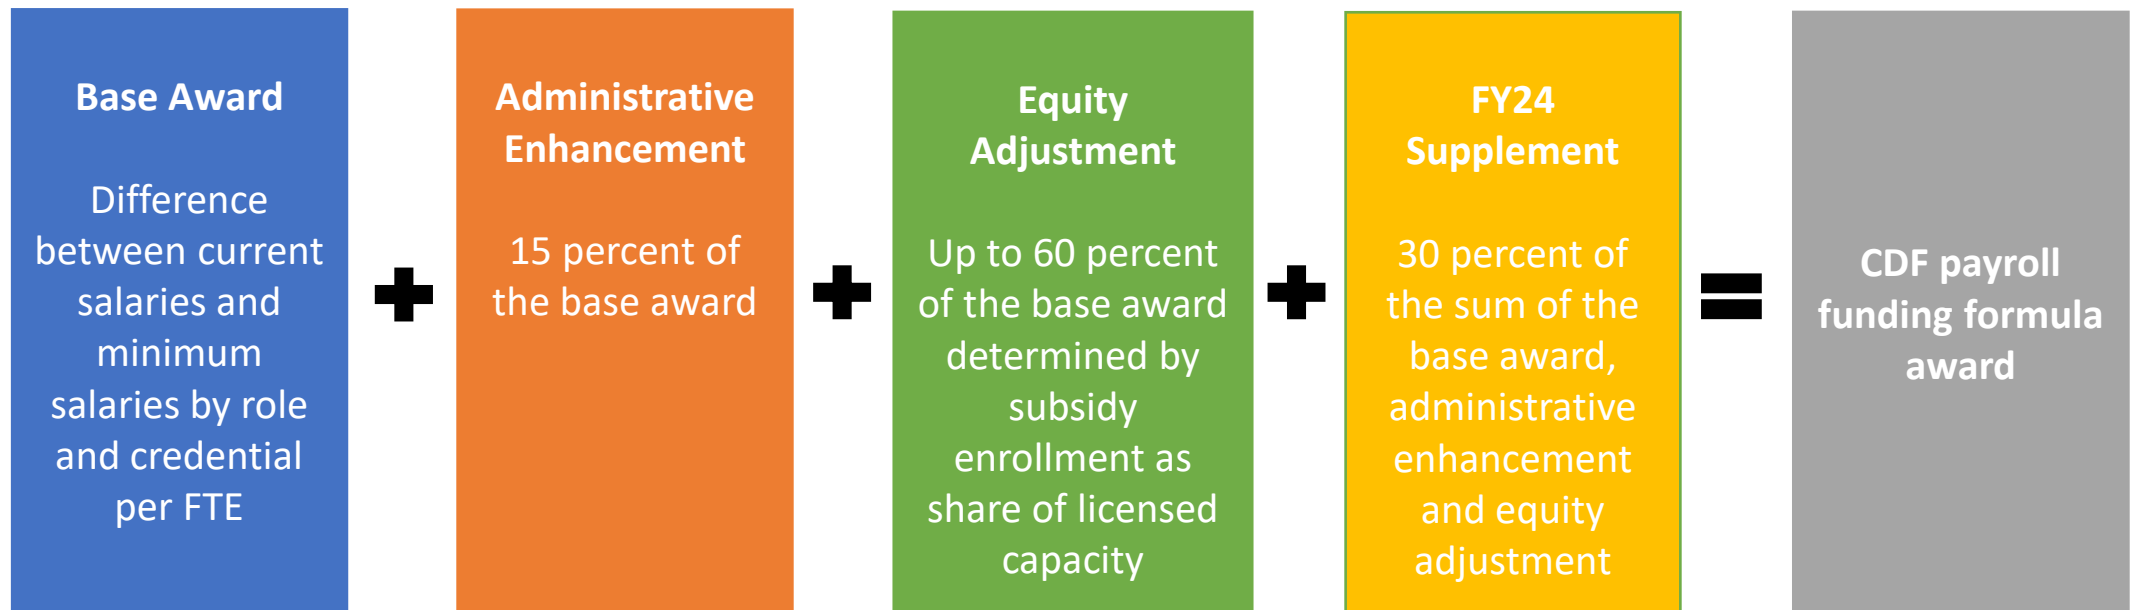 Base Award
Difference
between current
salaries and
minimum
salaries by role
and credential
per FTE
Administrative
Enhancement
15 percent of
the base award
Equity
Adjustment
Up to 60 percent
of the base award
determined by
subsidy
enrollment as
share of licensed
capacity
FY24
Supplement
30 percent of
the sum of the
base award,
administrative
enhancement
and equity
adjustment
CDF payroll
funding formula
award